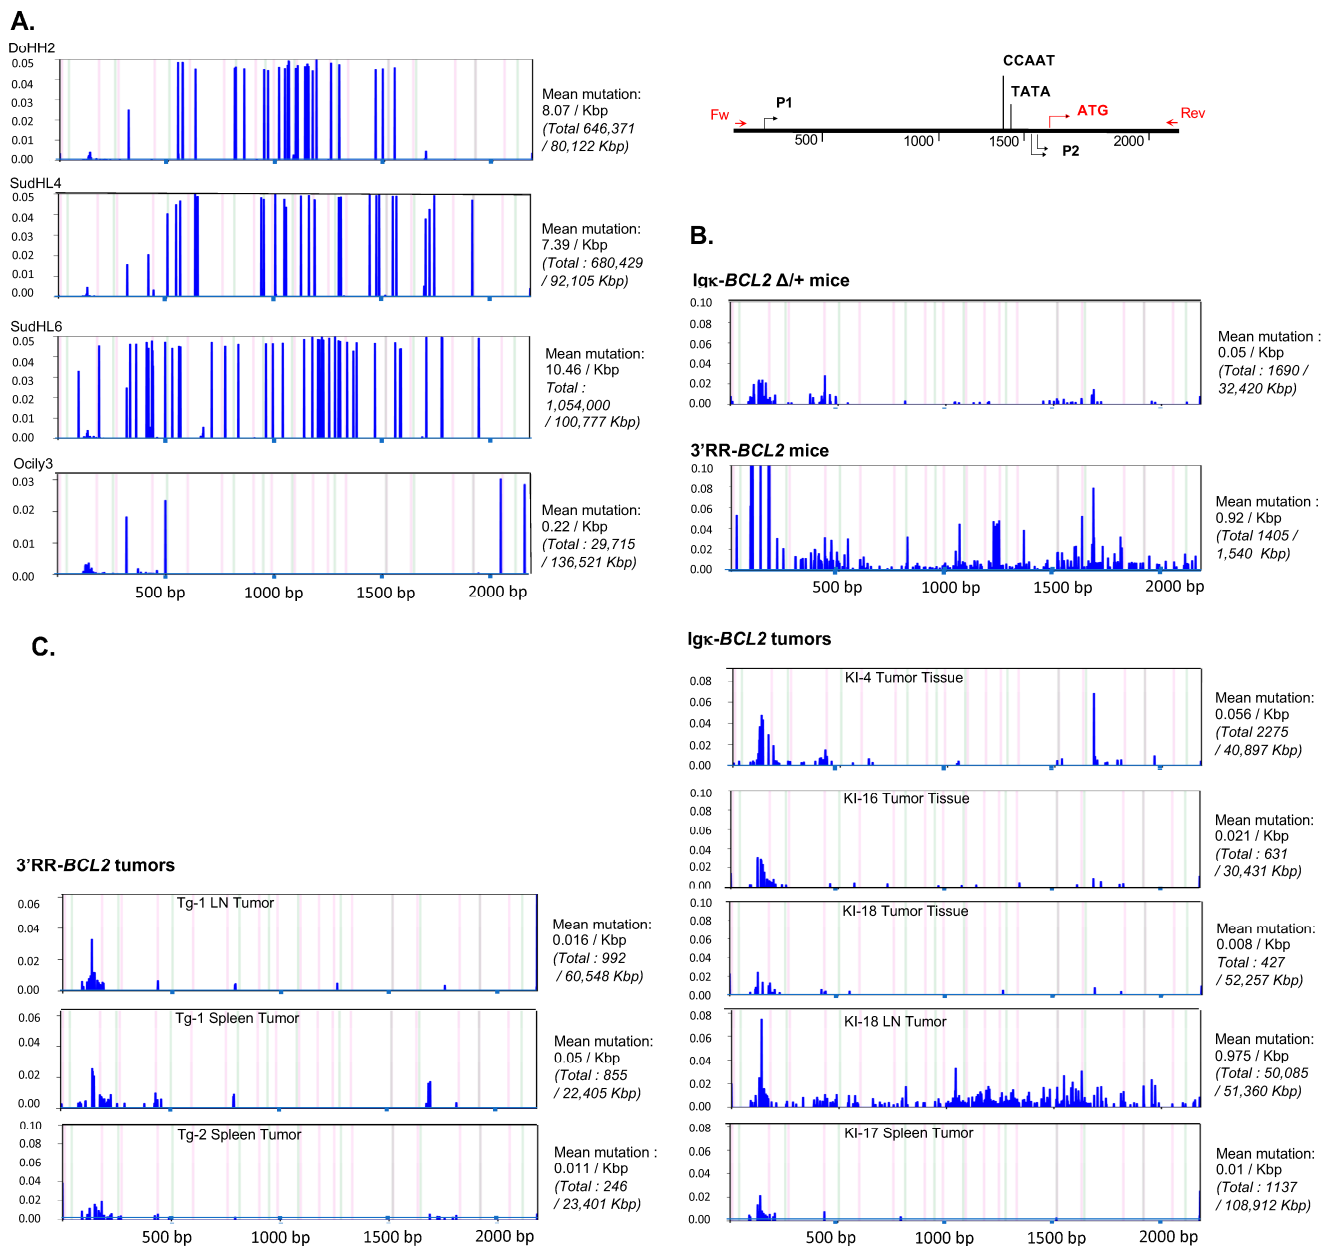 A.
DoHH2
0.05
0.04
0.03
0.02
0.01
0.00
Mean mutation:
8.07 / Kbp
(Total 646,371
/ 80,122 Kbp)
SudHL4
0.05
0.04
0.03
0.02
0.01
0.00
Mean mutation:
7.39 / Kbp
(Total : 680,429
/ 92,105 Kbp)
SudHL6
0.05
0.04
0.03
0.02
0.01
0.00
Mean mutation:
10.46 / Kbp
Total :
1,054,000
/ 100,777 Kbp)
Ocily3
0.03
0.02
0.01
0.00
Mean mutation:
0.22 / Kbp
(Total : 29,715
/ 136,521 Kbp)
500 bp 1000 bp 1500 bp 2000 bp
CCAAT
TATA
Fw P1 ATG Rev
500 1000 1500 P2 2000
B.
Igκ-BCL2 Δ/+ mice
0.10
0.08
0.06
0.04
0.02
0.00
Mean mutation :
0.05 / Kbp
(Total : 1690 /
32,420 Kbp)
3'RR-BCL2 mice
0.10
0.08
0.06
0.04
0.02
0.00
Mean mutation :
0.92 / Kbp
(Total 1405 /
1,540 Kbp)
500 bp 1000 bp 1500 bp 2000 bp
C.
3'RR-BCL2 tumors
Tg-1 LN Tumor
0.06
0.04
0.02
0.00
Mean mutation:
0.016 / Kbp
(Total : 992
/ 60,548 Kbp)
Tg-1 Spleen Tumor
0.06
0.04
0.02
0.00
Mean mutation:
0.05 / Kbp
(Total : 855
/ 22,405 Kbp)
Tg-2 Spleen Tumor
0.10
0.06
0.04
0.02
0.00
Mean mutation :
0.011 / Kbp
(Total : 246
/ 23,401 Kbp)
500 bp 1000 bp 1500 bp 2000 bp
Igκ-BCL2 tumors
KI-4 Tumor Tissue
0.08
0.06
0.04
0.02
0.00
Mean mutation:
0.056 / Kbp
(Total 2275
/ 40,897 Kbp)
KI-16 Tumor Tissue
0.10
0.08
0.06
0.04
0.02
0.00
Mean mutation:
0.021 / Kbp
(Total : 631
/ 30,431 Kbp)
KI-18 Tumor Tissue
0.10
0.08
0.06
0.04
0.02
0.00
Mean mutation:
0.008 / Kbp
Total : 427
/ 52,257 Kbp)
KI-18 LN Tumor
0.08
0.06
0.04
0.02
0.00
Mean mutation:
0.975 / Kbp
(Total : 50,085
/ 51,360 Kbp)
KI-17 Spleen Tumor
0.08
0.06
0.04
0.02
0.00
Mean mutation:
0.01 / Kbp
(Total : 1137
/ 108,912 Kbp)
500 bp 1000 bp 1500 bp 2000 bp